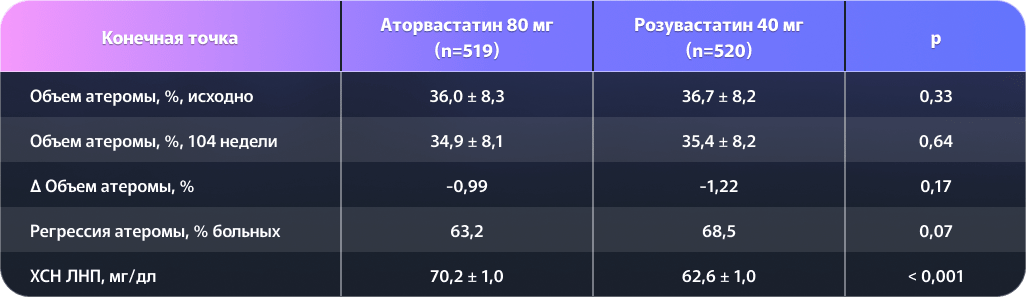 Конечная точка
Аторвастатин 80 мг
(n=519)
Розувастатин 40 мг
(n=520)
p
Объем атеромы, %, исходно 36,0 ± 8,3 36,7 ± 8,2 0,33
Объем атеромы, %, 104 недели 34,9 ± 8,1 35,4 ± 8,2 0,64
Δ Объем атеромы, % -0,99 -1,22 0,17
Регрессия атеромы, % больных 63,2 68,5 0,07
ХСН ЛНП, мг/дл 70,2 ± 1,0 62,6 ± 1,0 < 0,001